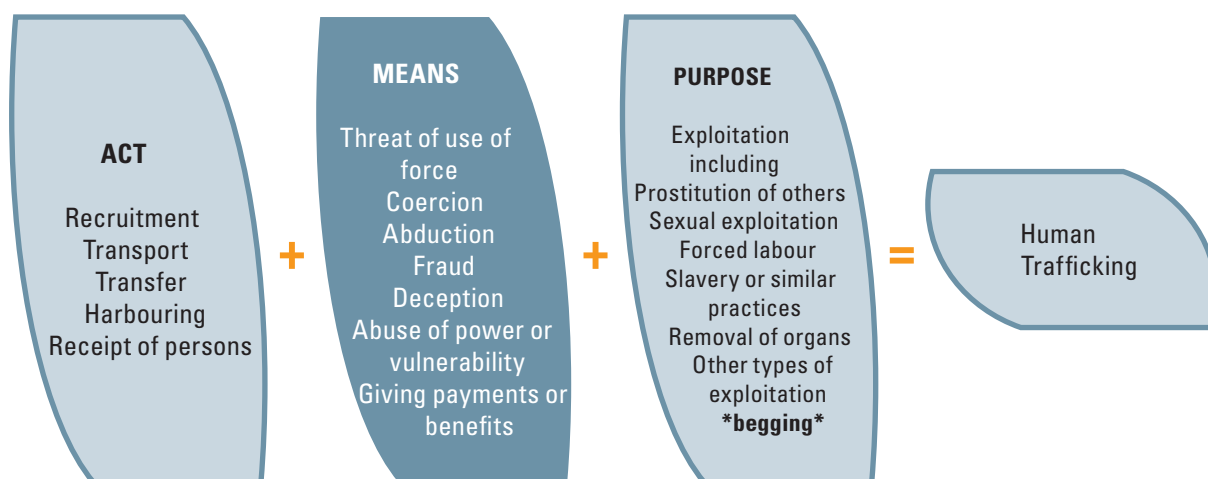 ACT
Recruitment
Transport
Transfer
Harbouring
Receipt of persons
+
MEANS
Threat of use of
force
Coercion
Abduction
Fraud
Deception
Abuse of power or
vulnerability
Giving payments or
benefits
+
PURPOSE
Exploitation
including
Prostitution of others
Sexual exploitation
Forced labour
Slavery or similar
practices
Removal of organs
Other types of
exploitation
*begging*
=
Human
Trafficking